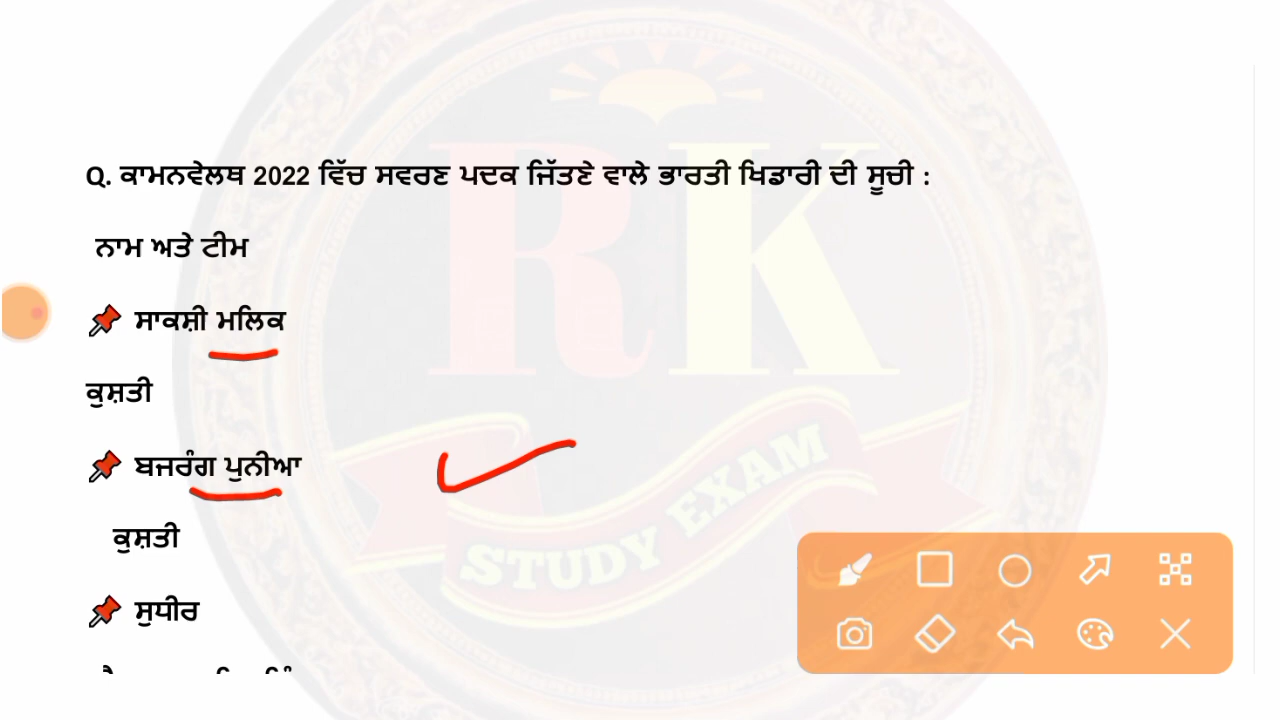 Q. ਕਾਮਨਵੇਲਥ 2022 ਵਿੱਚ ਸਵਰਣ ਪਦਕ ਜਿੱਤਣੇ ਵਾਲੇ ਭਾਰਤੀ ਖਿਡਾਰੀ ਦੀ ਸੂਚੀ :
ਨਾਮ ਅਤੇ ਟੀਮ
📌 ਸਾਕਸ਼ੀ ਮਲਿਕ
ਕੁਸ਼ਤੀ
📌 ਬਜਰੰਗ ਪੁਨੀਆ
ਕੁਸ਼ਤੀ
📌 ਸੁਧੀਰ
RK
STUDY EXAM